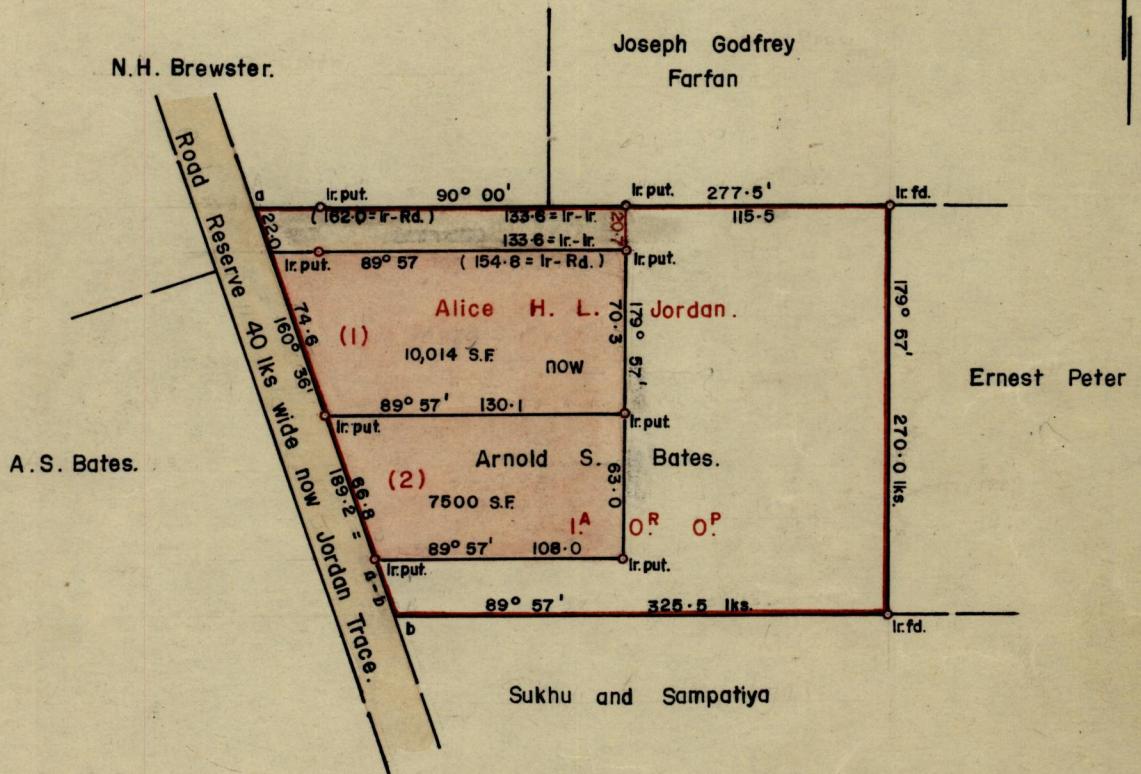 Joseph Godfrey
Farfan
N.H. Brewster.
Road Reserve 40 lks wide now Jordan Trace.
a
Ir. put.
90° 00'
Ir. put.
277·5'
Ir. fd.
(162·0=Ir-Rd.)
133·6=Ir-Ir.
115·5
22·0
20·7
133·6=Ir.-Ir.
Ir. put.
89° 57
(154·8=Ir-Rd.)
Ir. put.
Alice H. L. Jordan.
74·6
160° 36'
(1)
10,014 S.F.
now
70·3
179° 57'
179° 57'
270·0 lks.
Ernest Peter
89° 57'
130·1
Ir. put.
Ir. put
A.S. Bates.
Arnold S. Bates.
(2)
7500 S.F.
66·8
189·2 = a-b
63·0
1.A 0.R 0.P
89° 57'
108·0
Ir. put.
Ir. put.
89° 57'
325·5 lks.
b
Ir. fd.
Sukhu and Sampatiya